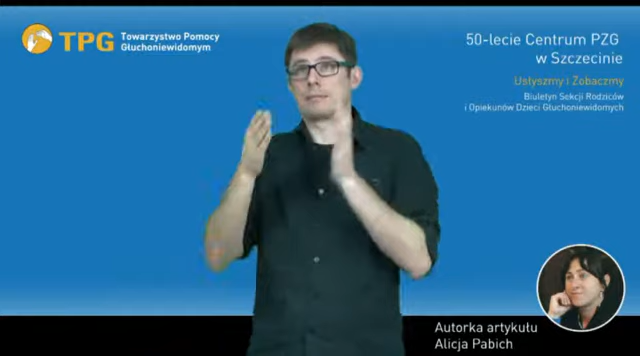 TPG
Towarzystwo Pomocy
Głuchoniewidomym
50-lecie Centrum PZG
w Szczecinie
Usłyszmy i Zobaczmy
Biuletyn Sekcji Rodziców
i Opiekunów Dzieci Głuchoniewidomych
Autorka artykułu
Alicja Pabich